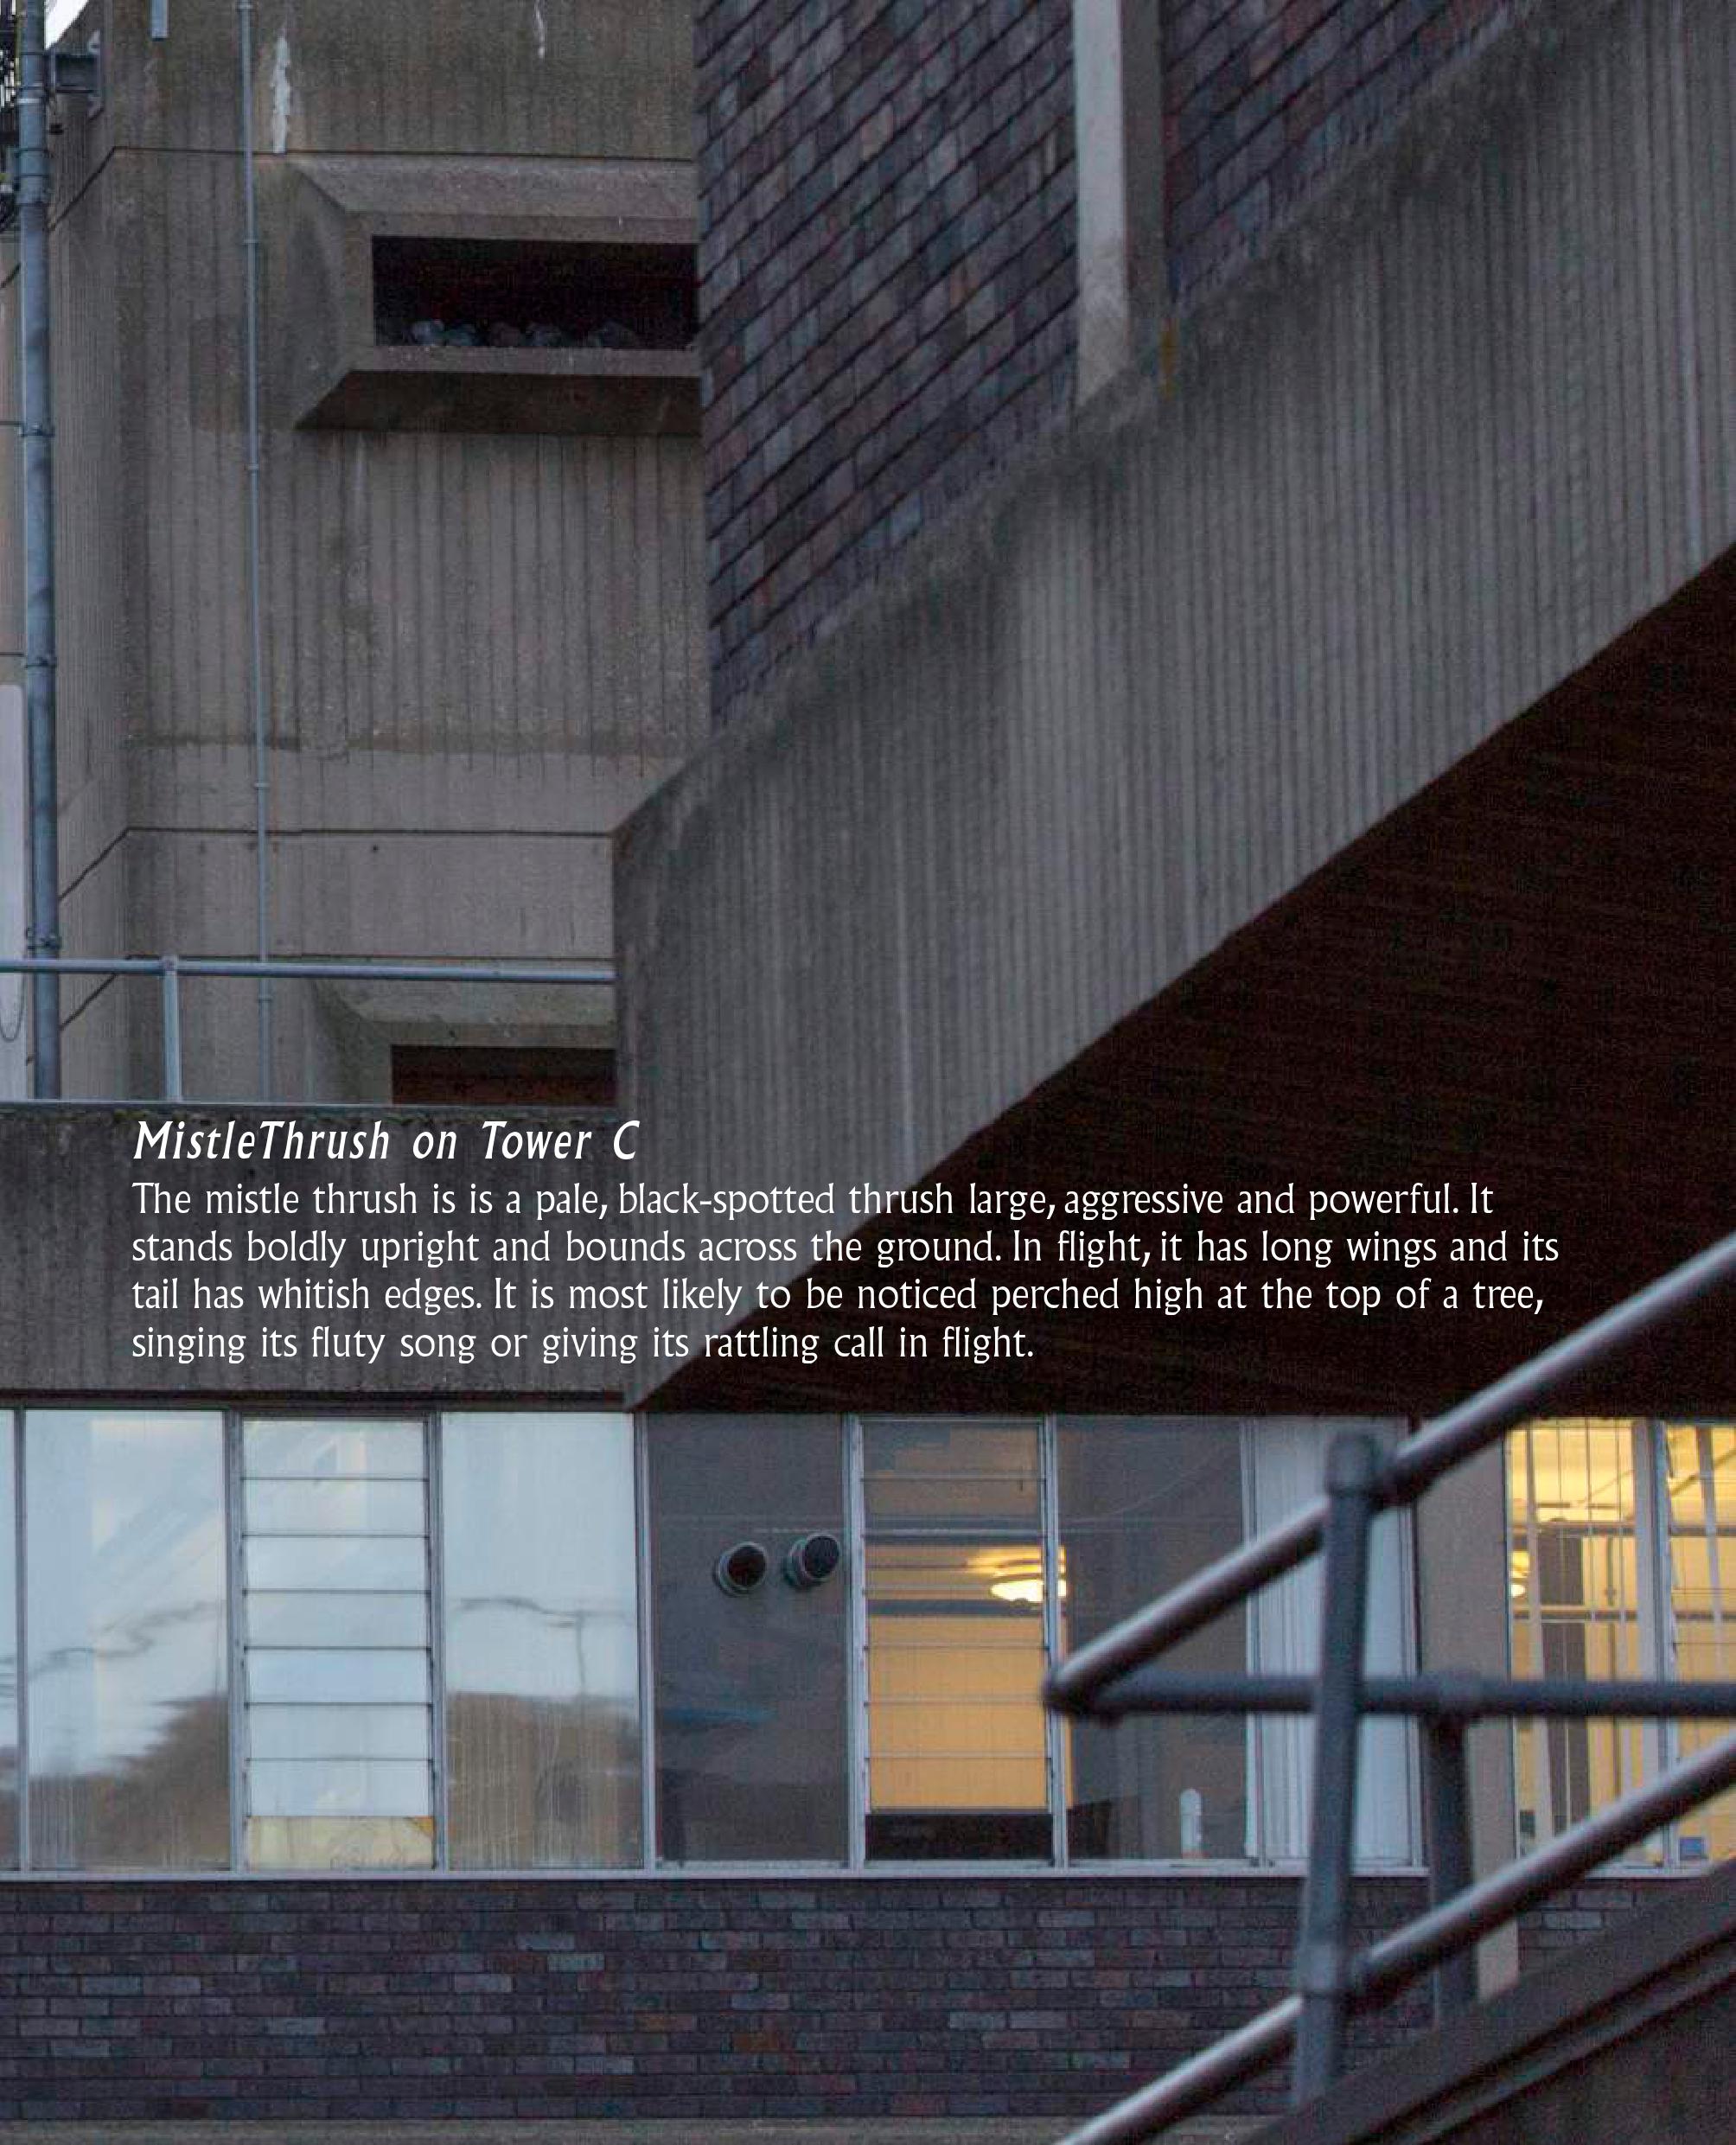 MistleThrush on Tower C
The mistle thrush is is a pale, black-spotted thrush large, aggressive and powerful. It
stands boldly upright and bounds across the ground. In flight, it has long wings and its
tail has whitish edges. It is most likely to be noticed perched high at the top of a tree,
singing its fluty song or giving its rattling call in flight.